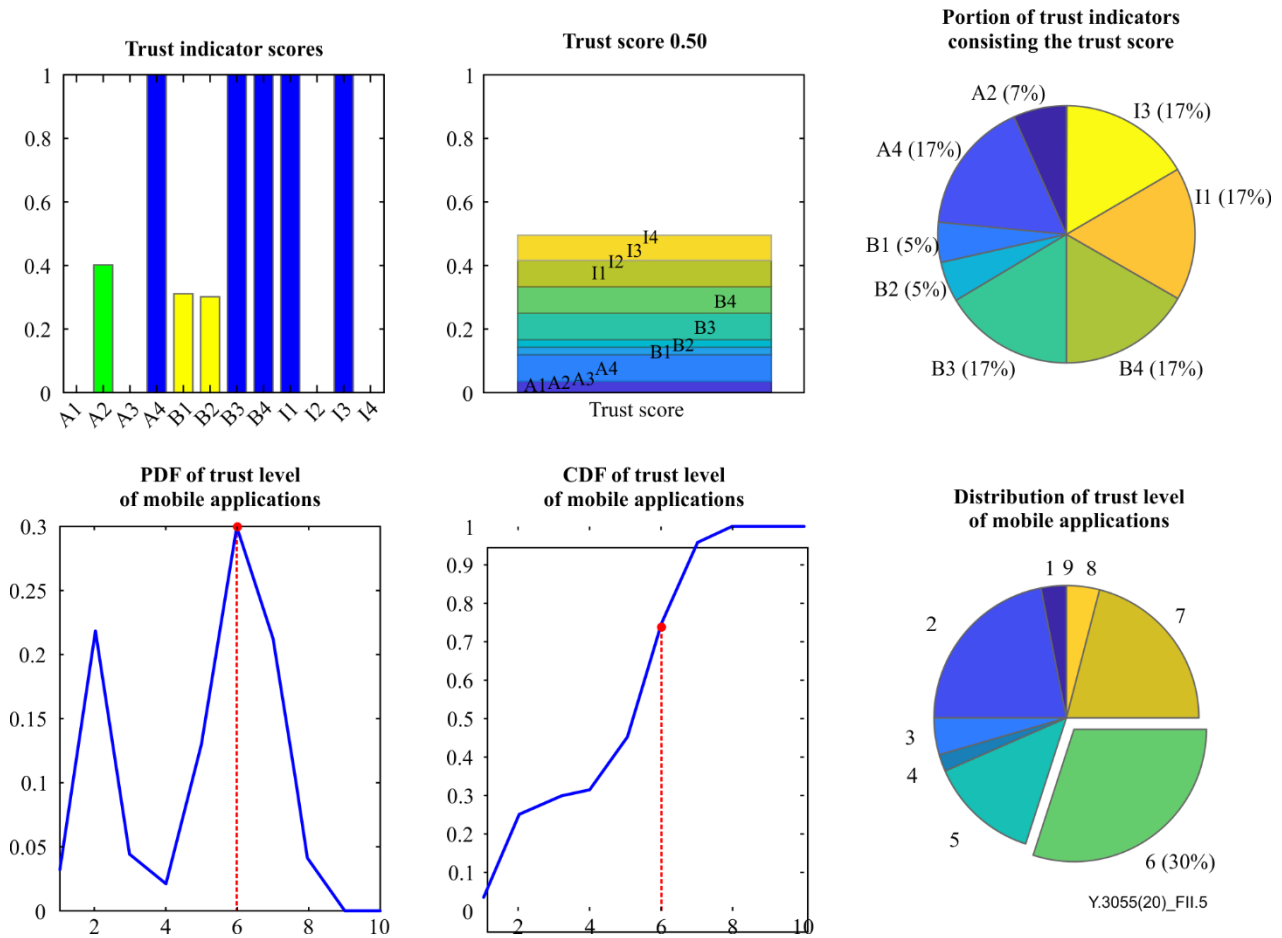 Trust indicator scores
1
0.8
0.6
0.4
0.2
0
A1
A2
A3
A4
B1
B2
B3
B4
I1
I2
I3
I4
Trust score 0.50
1
0.8
0.6
0.4
0.2
0
I4
I3
I2
I1
B4
B3
B2
B1
A4
A3
A2
A1
Trust score
Portion of trust indicators
consisting the trust score
A2 (7%)
I3 (17%)
A4 (17%)
I1 (17%)
B1 (5%)
B2 (5%)
B3 (17%)
B4 (17%)
PDF of trust level
of mobile applications
0.3
0.25
0.2
0.15
0.1
0.05
0
2
4
6
8
10
CDF of trust level
of mobile applications
1
0.9
0.8
0.7
0.6
0.5
0.4
0.3
0.2
0.1
0
2
4
6
8
10
Distribution of trust level
of mobile applications
1
9
8
7
2
3
4
5
6 (30%)
Y.3055(20)_FII.5